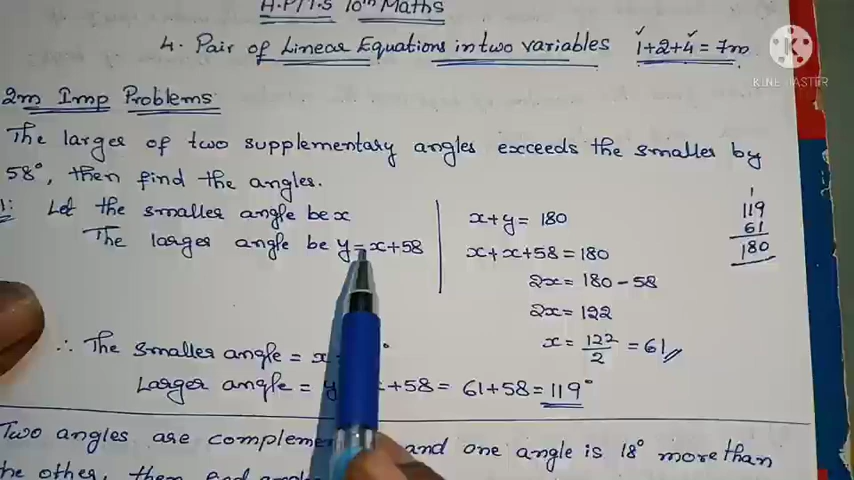 A.P/T.S 10th Maths
4. Pair of Linear Equations in two variables 1+2+4=7m
KINEMASTER
2m Imp Problems
The larger of two supplementary angles exceeds the smaller by
58°, then find the angles.
Let the smaller angle be x
The larger angle be y=x+58
x+y=180
x+x+58=180
2x=180-58
2x=122
x=122/2=61
1
119
61
180
∴ The smaller angle = x
Larger angle = y +58= 61+58=119°
Two angles are and one angle is 18° more than
the other, then find